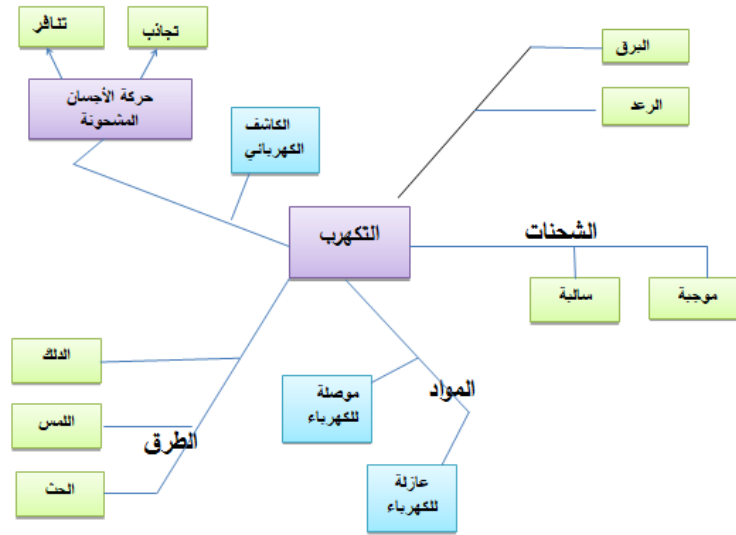 تنافر
تجاذب
حركة الأجسان
المشحونة
الكاشف
الكهربائي
البرق
الرعد
التكهرب
الشحنات
سالبة
موجبة
الدلك
اللمس
الحث
الطرق
المواد
موصلة
للكهرباء
عازلة
للكهرباء